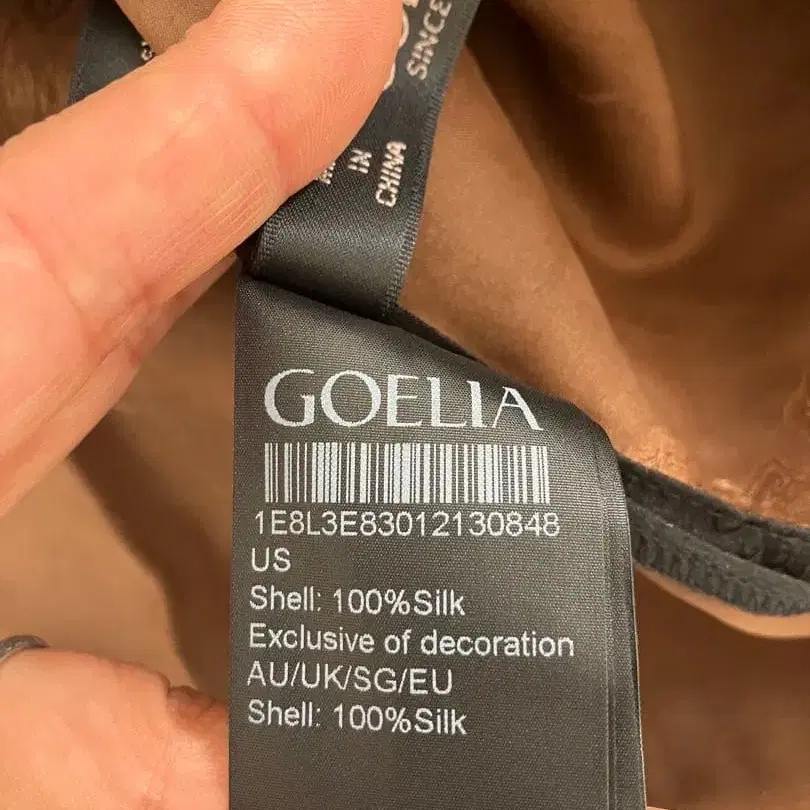 SINCE
IN
CHINA
GOELIA
1E8L3E83012130848
US
Shell: 100%Silk
Exclusive of decoration
AU/UK/SG/EU
Shell: 100%Silk